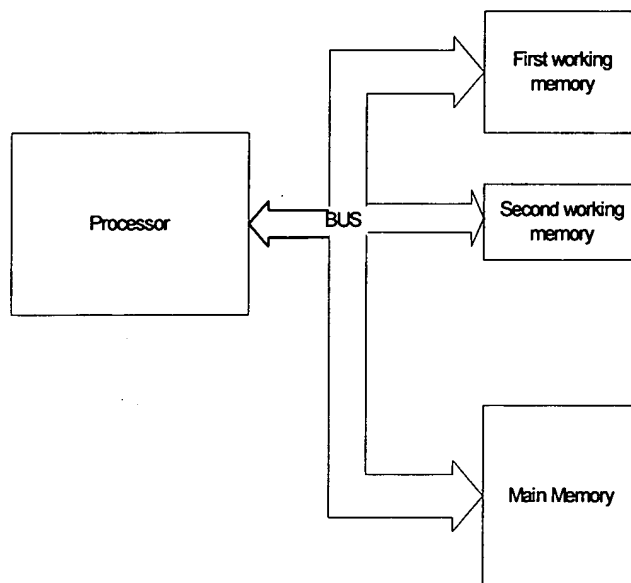 First working
memory
Processor
BUS
Second working
memory
Main Memory